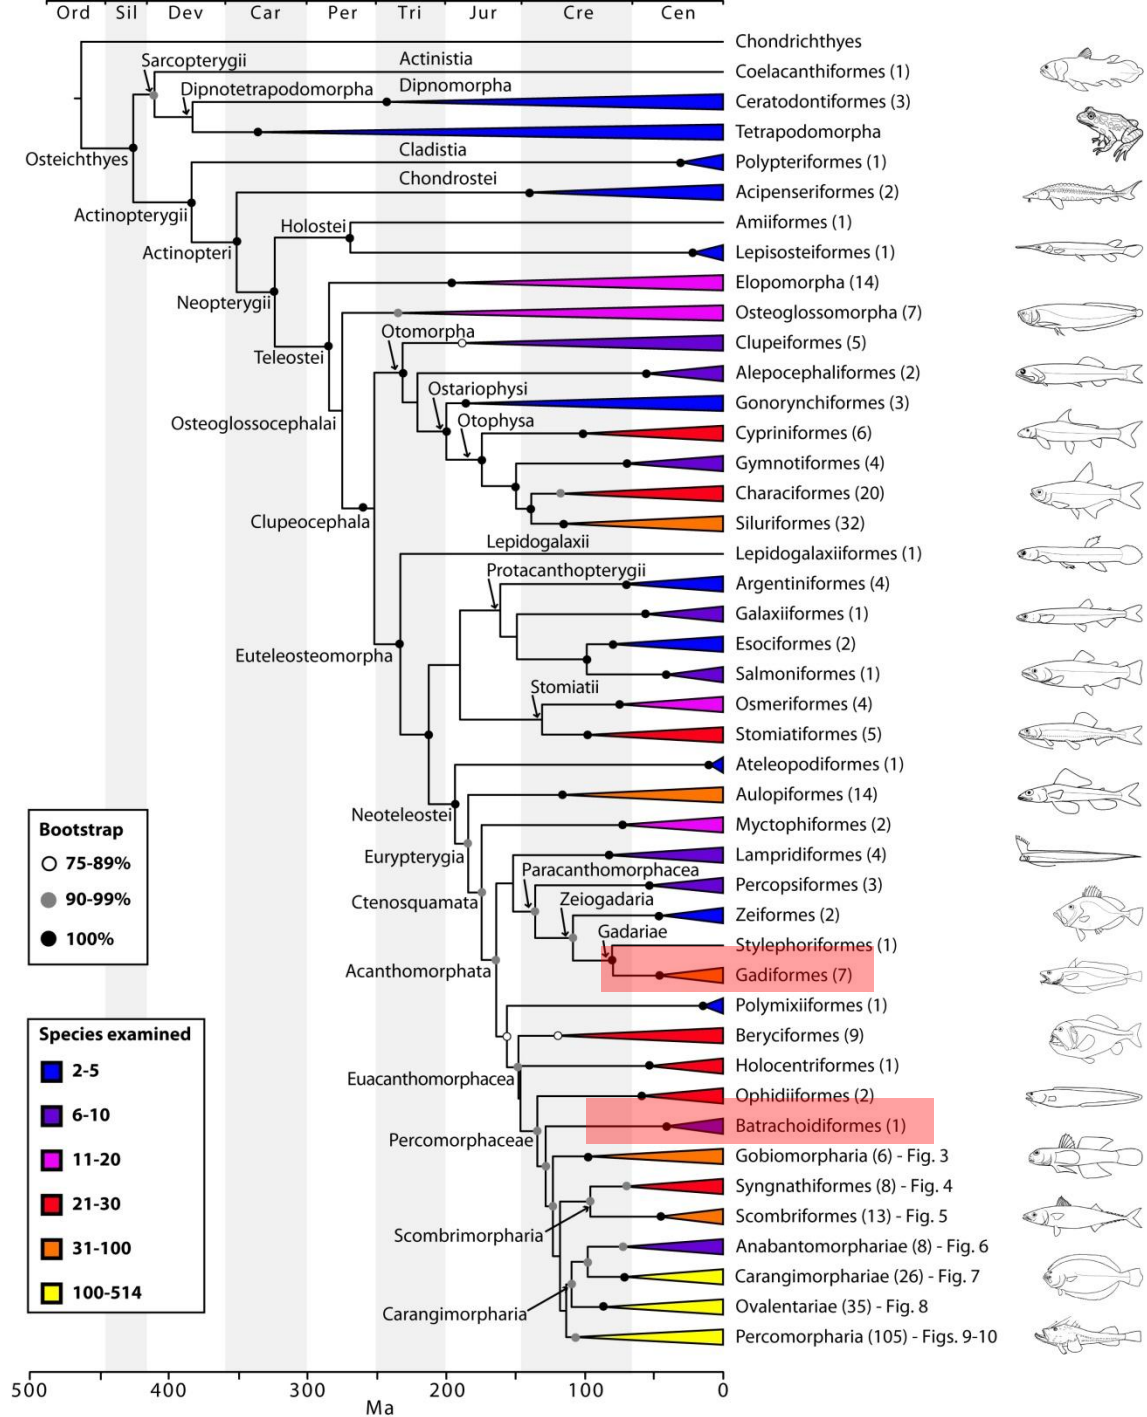 Ord Sil Dev Car Per Tri Jur Cre Cen
Chondrichthyes
Sarcopterygii
Actinistia
Coelacanthiformes (1)
Dipnotetrapodomorpha
Dipnomorpha
Ceratodontiformes (3)
Tetrapodomorpha
Osteichthyes
Cladistia
Polypteriformes (1)
Chondrostei
Acipenseriformes (2)
Actinopterygii
Holostei
Amiiformes (1)
Actinopteri
Lepisosteiformes (1)
Elopomorpha (14)
Neopterygii
Osteoglossomorpha (7)
Otomorpha
Clupeiformes (5)
Teleostei
Alepocephaliformes (2)
Ostariophysi
Gonorynchiformes (3)
Otophysa
Osteoglossocephalai
Cypriniformes (6)
Gymnotiformes (4)
Characiformes (20)
Clupeocephala
Siluriformes (32)
Lepidogalaxii
Lepidogalaxiiformes (1)
Protacanthopterygii
Argentiniformes (4)
Galaxiiformes (1)
Esociformes (2)
Euteleosteomorpha
Salmoniformes (1)
Stomiatii
Osmeriformes (4)
Stomiatiformes (5)
Ateleopodiformes (1)
Aulopiformes (14)
Neoteleostei
Myctophiformes (2)
Eurypterygia
Lampridiformes (4)
Paracanthomorphacea
Percopsiformes (3)
Zeiogadaria
Ctenosquamata
Zeiformes (2)
Gadariae
Stylephoriformes (1)
Acanthomorphata
Gadiformes (7)
Polymixiiformes (1)
Beryciformes (9)
Holocentriformes (1)
Euacanthomorphacea
Ophidiiformes (2)
Batrachoidiformes (1)
Percomorphaceae
Gobiomorpharia (6) - Fig. 3
Syngnathiformes (8) - Fig. 4
Scombriformes (13) - Fig. 5
Scombrimorpharia
Anabantomorphariae (8) - Fig. 6
Carangimorphariae (26) - Fig. 7
Carangimorpharia
Ovalentariae (35) - Fig. 8
Percomorpharia (105) - Figs. 9-10
Bootstrap
75-89%
90-99%
100%
Species examined
2-5
6-10
11-20
21-30
31-100
100-514
500 400 300 200 100 0
Ma